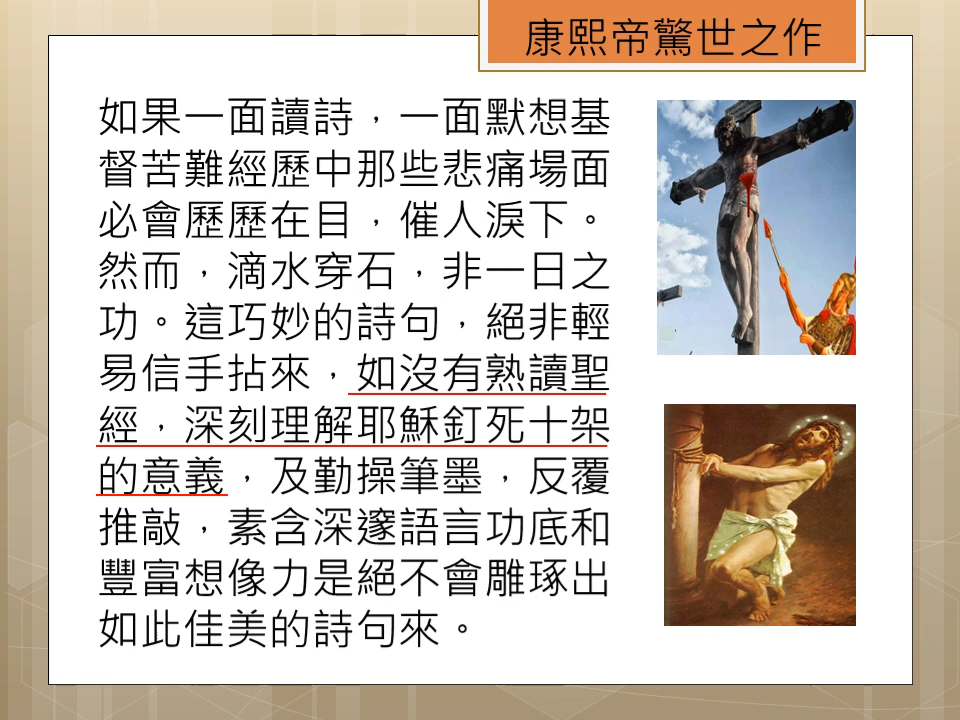 康熙帝驚世之作
如果一面讀詩，一面默想基
督苦難經歷中那些悲痛場面
必會歷歷在目，催人淚下。
然而，滴水穿石，非一日之
功。這巧妙的詩句，絕非輕
易信手拈來，如沒有熟讀聖
經，深刻理解耶穌釘死十架
的意義，及勤操筆墨，反覆
推敲，素含深邃語言功底和
豐富想像力是絕不會雕琢出
如此佳美的詩句來。